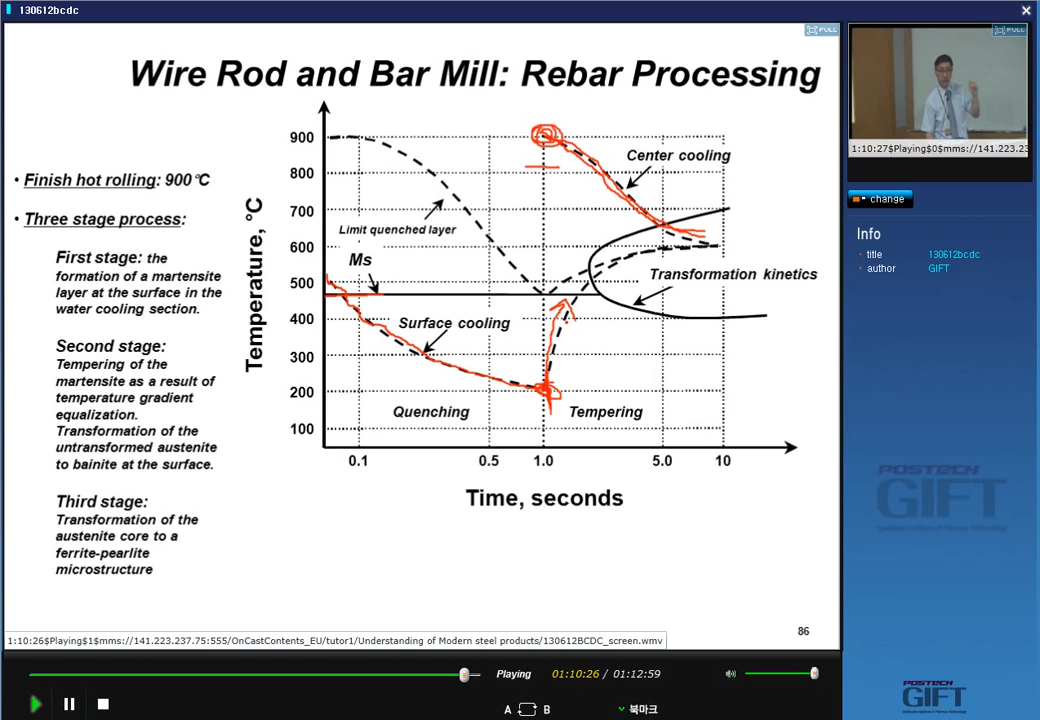 130612bcdc
FULL
Wire Rod and Bar Mill: Rebar Processing
• Finish hot rolling: 900°C
• Three stage process:
First stage: the
formation of a martensite
layer at the surface in the
water cooling section.
Second stage:
Tempering of the
martensite as a result of
temperature gradient
equalization.
Transformation of the
untransformed austenite
to bainite at the surface.
Third stage:
Transformation of the
austenite core to a
ferrite-pearlite
microstructure
Temperature, °C
900
800
700
600
500
400
300
200
100
Center cooling
Limit quenched layer
Ms
Transformation kinetics
Surface cooling
Quenching
Tempering
0.1
0.5
1.0
5.0
10
Time, seconds
86
1:10:26$Playing$1$mms://141.223.237.75:555/OnCastContents_EU/tutor1/Understanding of Modern steel products/130612BCDC_screen.wmv
Playing
01:10:26 / 01:12:59
A B
북마크
FULL
1:10:27$Playing$0$mms://141.223.23
change
Info
title 130612bcdc
author GIFT
POSTECH
GIFT
POSTECH
GIFT